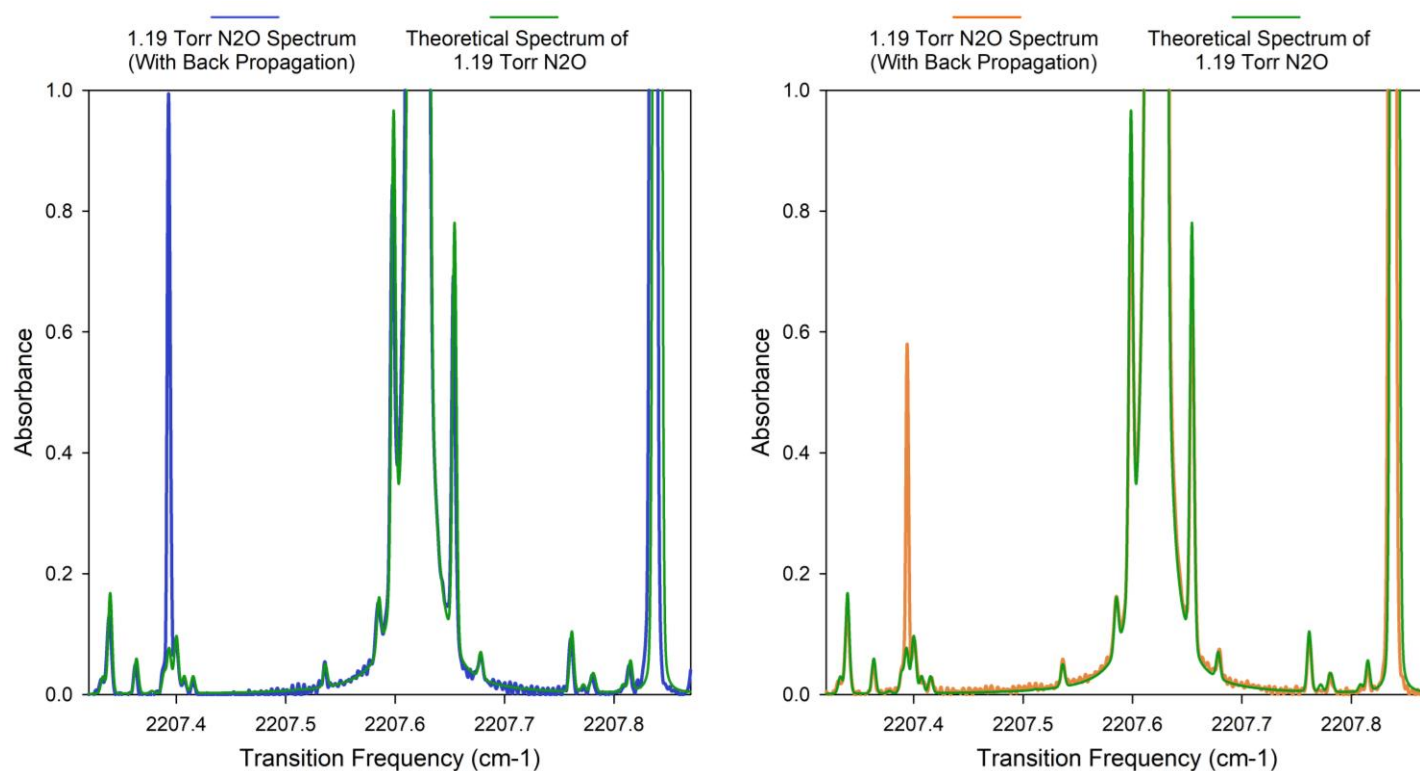 1.19 Torr N2O Spectrum
(With Back Propagation)
Theoretical Spectrum of
1.19 Torr N2O
1.0
0.8
0.6
0.4
0.2
0.0
Absorbance
2207.4 2207.5 2207.6 2207.7 2207.8
Transition Frequency (cm-1)
1.19 Torr N2O Spectrum
(With Back Propagation)
Theoretical Spectrum of
1.19 Torr N2O
1.0
0.8
0.6
0.4
0.2
0.0
Absorbance
2207.4 2207.5 2207.6 2207.7 2207.8
Transition Frequency (cm-1)